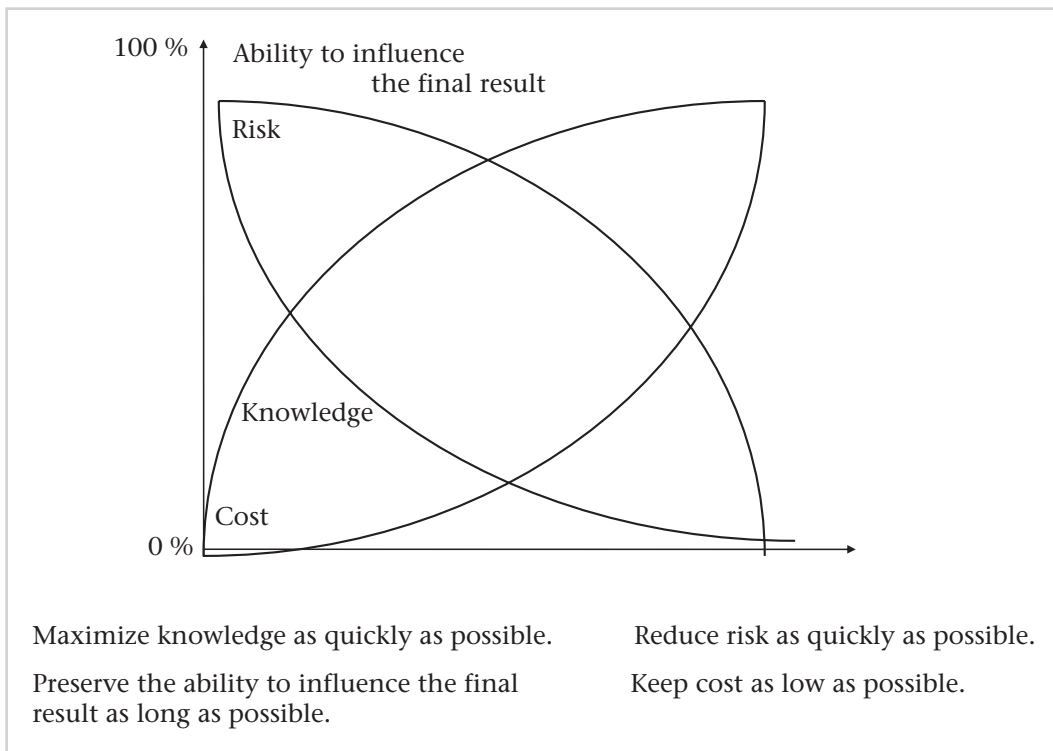 100 %
Ability to influence
the final result
Risk
Knowledge
Cost
0 %
Maximize knowledge as quickly as possible.
Reduce risk as quickly as possible.
Preserve the ability to influence the final
result as long as possible.
Keep cost as low as possible.